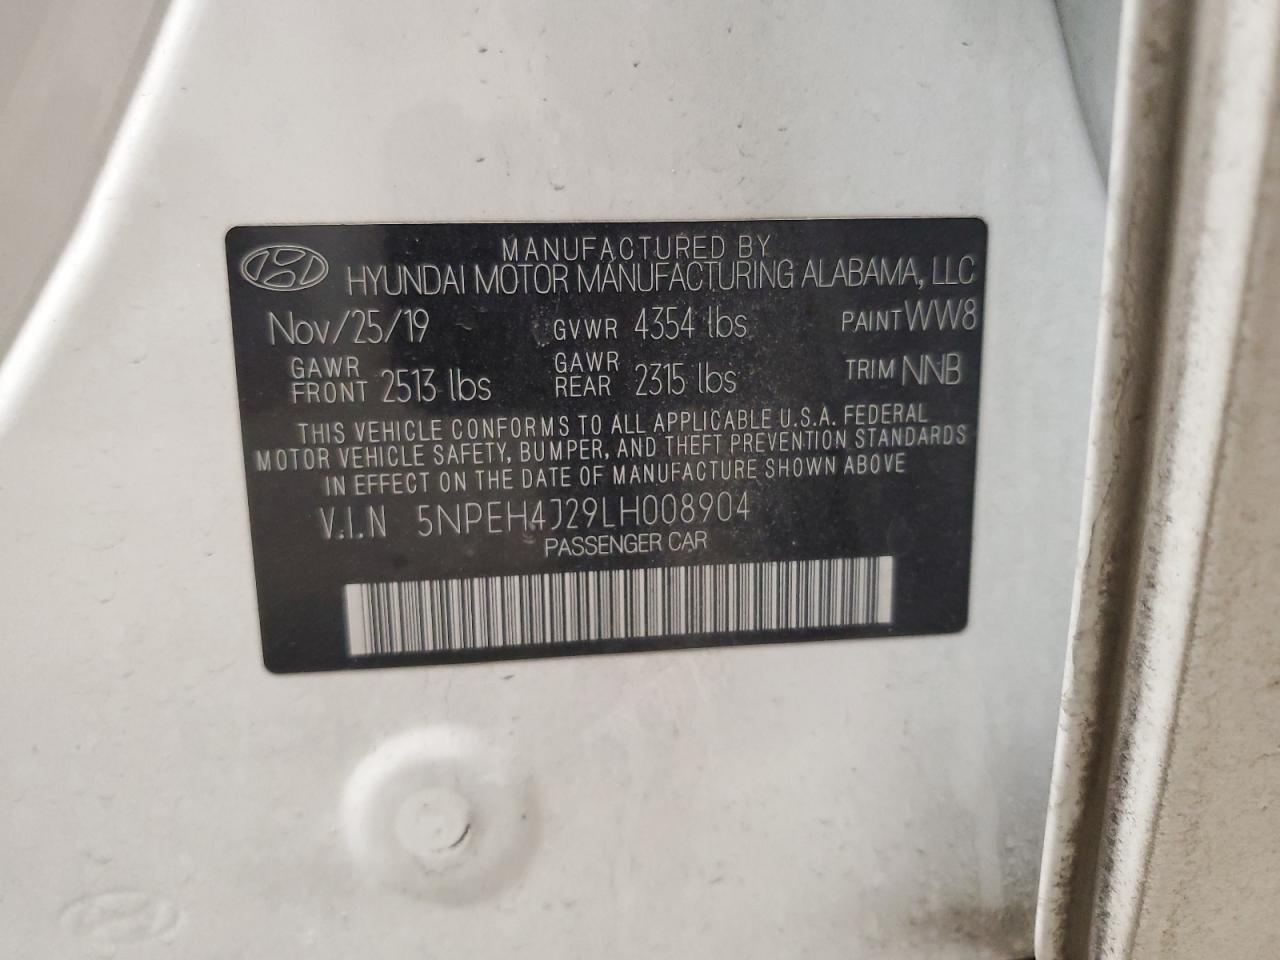 MANUFACTURED BY
HYUNDAI MOTOR MANUFACTURING ALABAMA, LLC
Nov/25/19 GVWR 4354 lbs PAINT WW8
GAWR FRONT 2513 lbs GAWR REAR 2315 lbs TRIM NNB
THIS VEHICLE CONFORMS TO ALL APPLICABLE U.S.A. FEDERAL
MOTOR VEHICLE SAFETY, BUMPER, AND THEFT PREVENTION STANDARDS
IN EFFECT ON THE DATE OF MANUFACTURE SHOWN ABOVE
V.I.N 5NPEH4J29LH008904
PASSENGER CAR